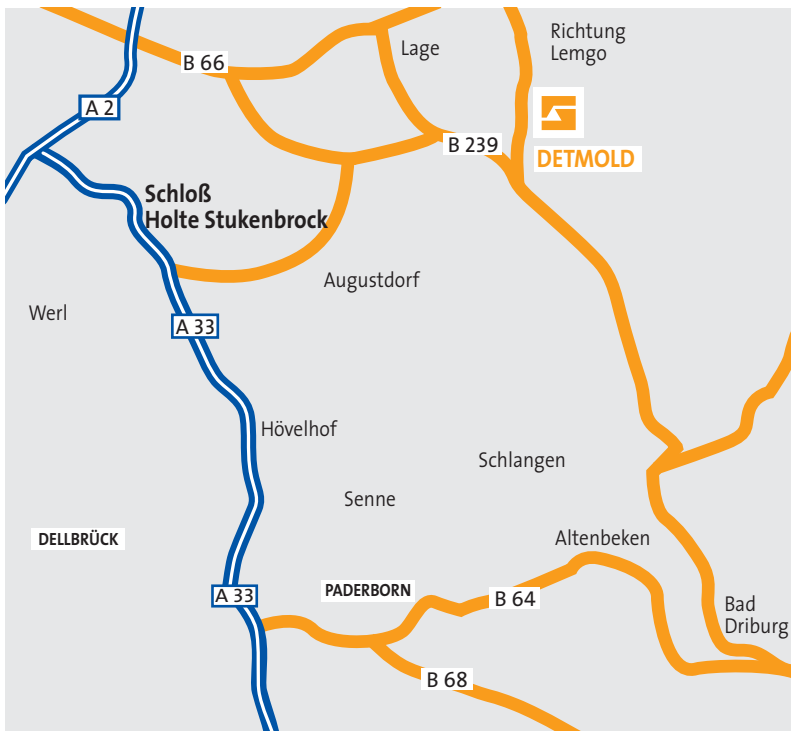 Richtung
Lemgo
Lage
B 66
A 2
B 239
DETMOLD
Schloß
Holte Stukenbrock
Augustdorf
Werl
A 33
Hövelhof
Schlangen
Senne
DELLBRÜCK
Altenbeken
PADERBORN
A 33
B 64
Bad
Driburg
B 68